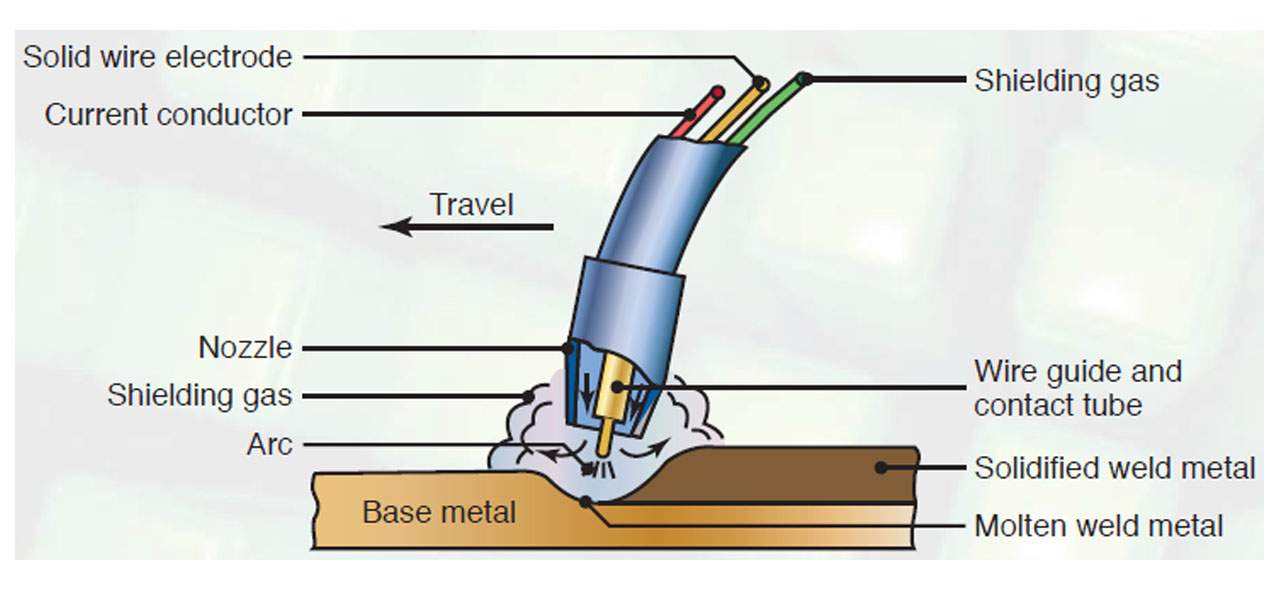 Solid wire electrode
Shielding gas
Current conductor
Travel
Nozzle
Wire guide and
contact tube
Shielding gas
Arc
Solidified weld metal
Base metal
Molten weld metal